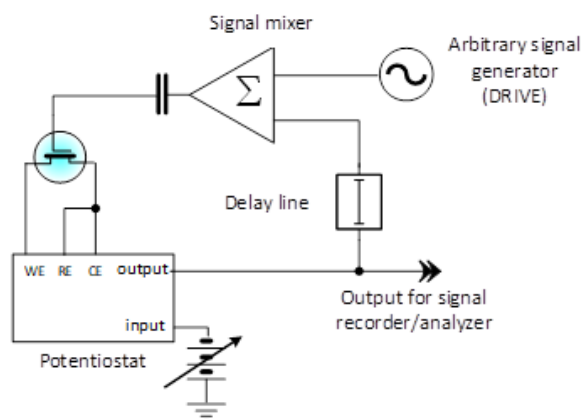 Signal mixer
Arbitrary signal
generator
(DRIVE)
Σ
Delay line
WE RE CE output
input
Output for signal
recorder/analyzer
Potentiostat